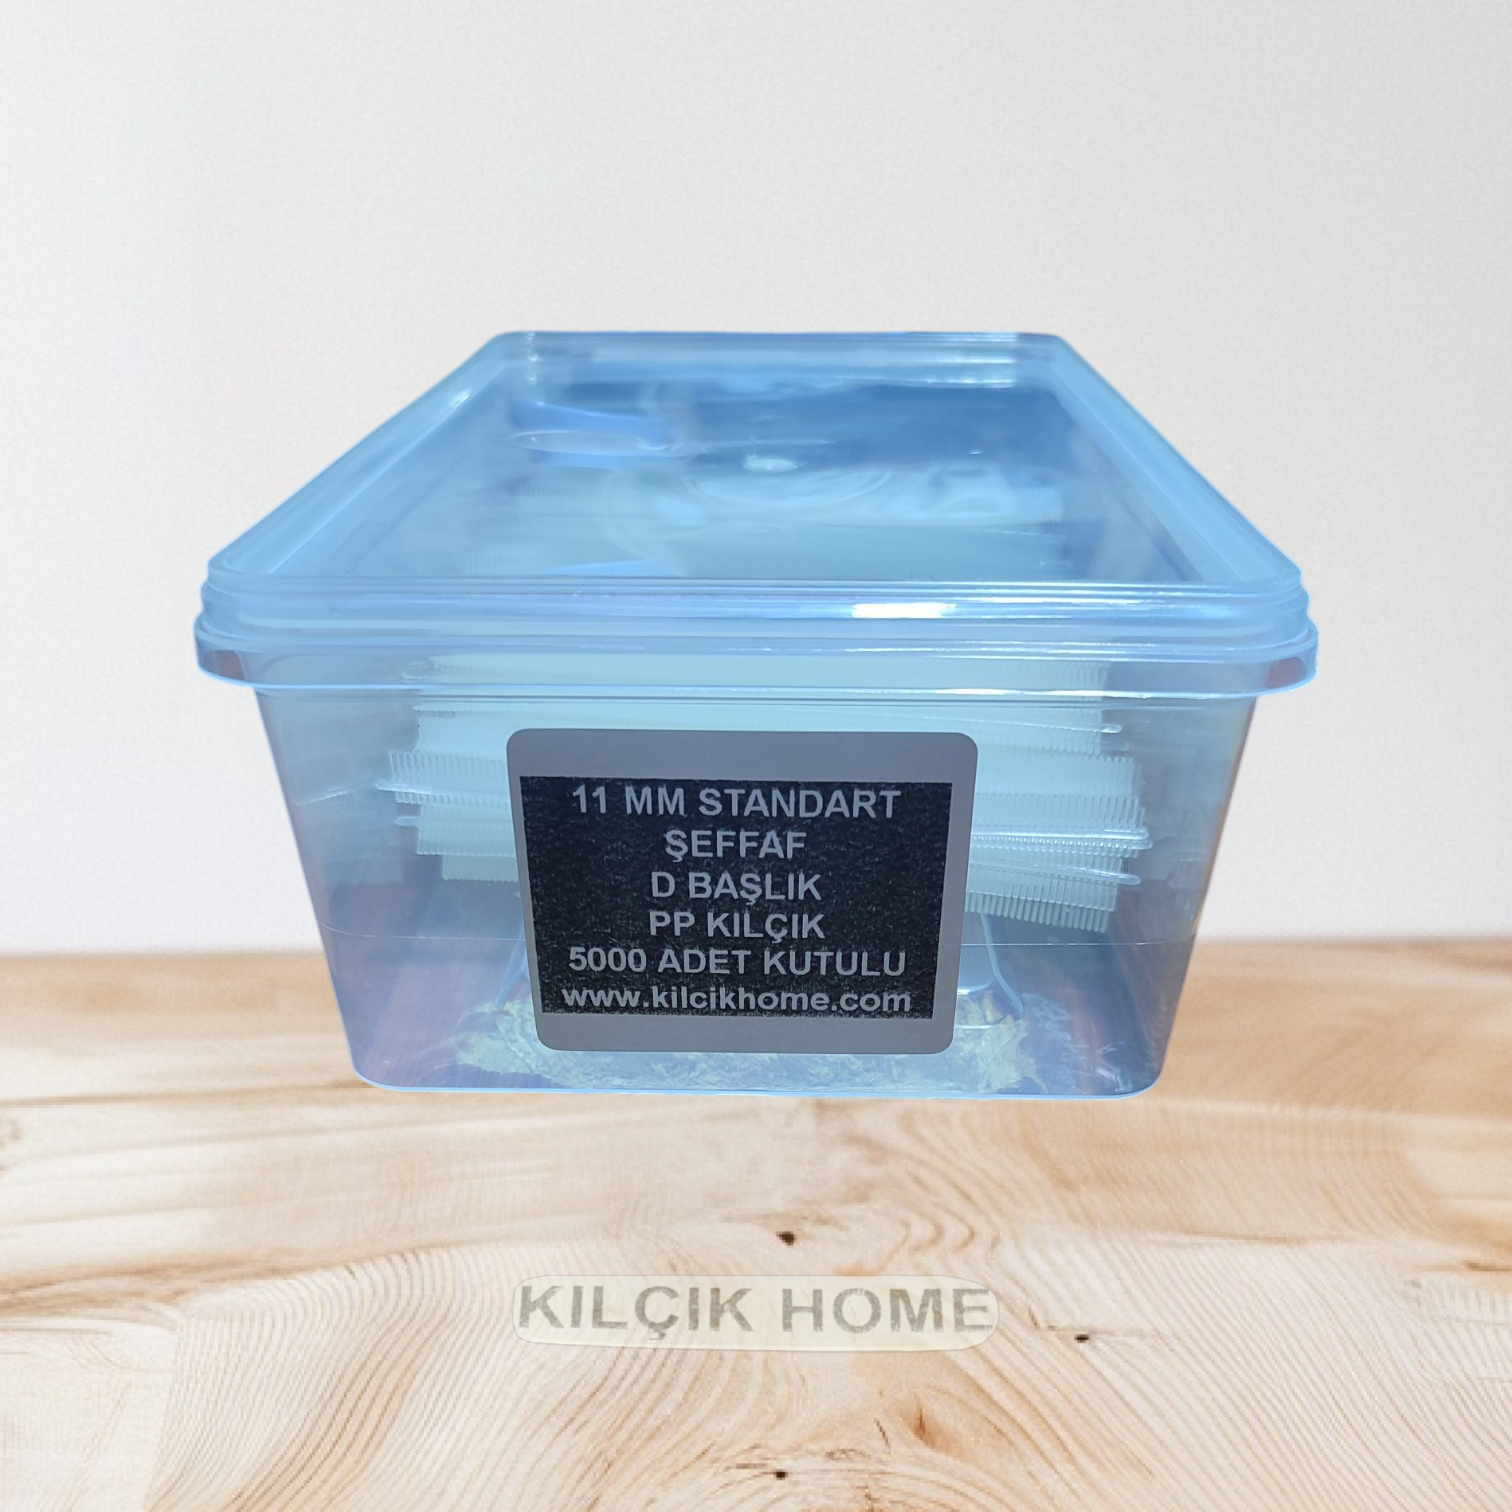 11 MM STANDART
ŞEFFAF
D BAŞLIK
PP KILÇIK
5000 ADET KUTULU
www.kilcikhome.com
KILÇIK HOME